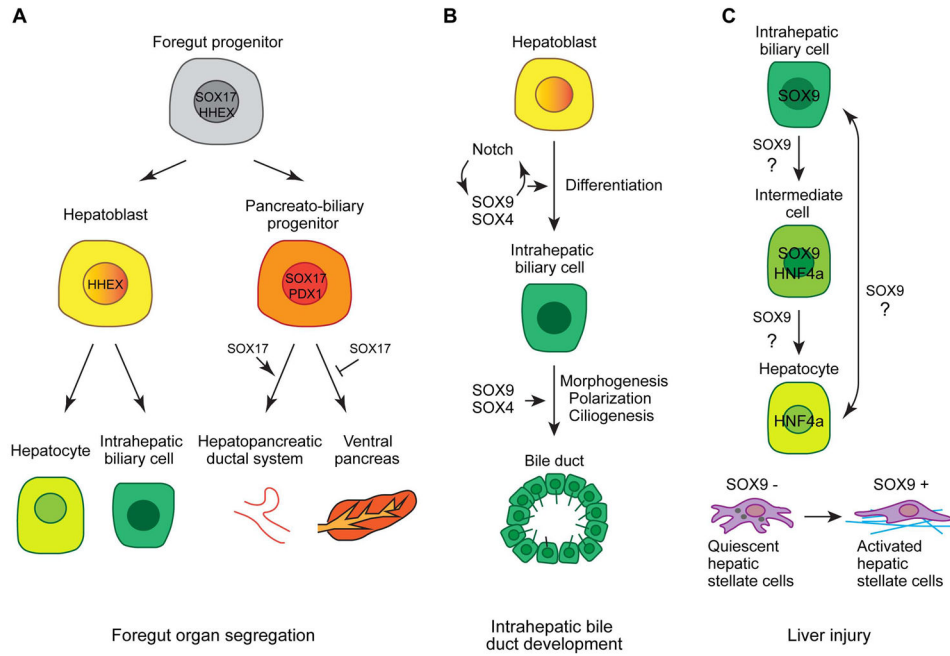 A
Foregut progenitor
SOX17
HHEX
Hepatoblast
Pancreato-biliary
progenitor
HHEX
SOX17
PDX1
SOX17
SOX17
Hepatocyte
Intrahepatic
biliary cell
Hepatopancreatic
ductal system
Ventral
pancreas
Foregut organ segregation
B
Hepatoblast
Notch
SOX9
SOX4
Differentiation
Intrahepatic
biliary cell
SOX9
SOX4
Morphogenesis
Polarization
Ciliogenesis
Bile duct
Intrahepatic bile
duct development
C
Intrahepatic
biliary cell
SOX9
SOX9
?
Intermediate
cell
SOX9
HNF4a
SOX9
?
SOX9
?
Hepatocyte
HNF4a
SOX9 -
SOX9 +
Quiescent
hepatic
stellate cells
Activated
hepatic
stellate cells
Liver injury